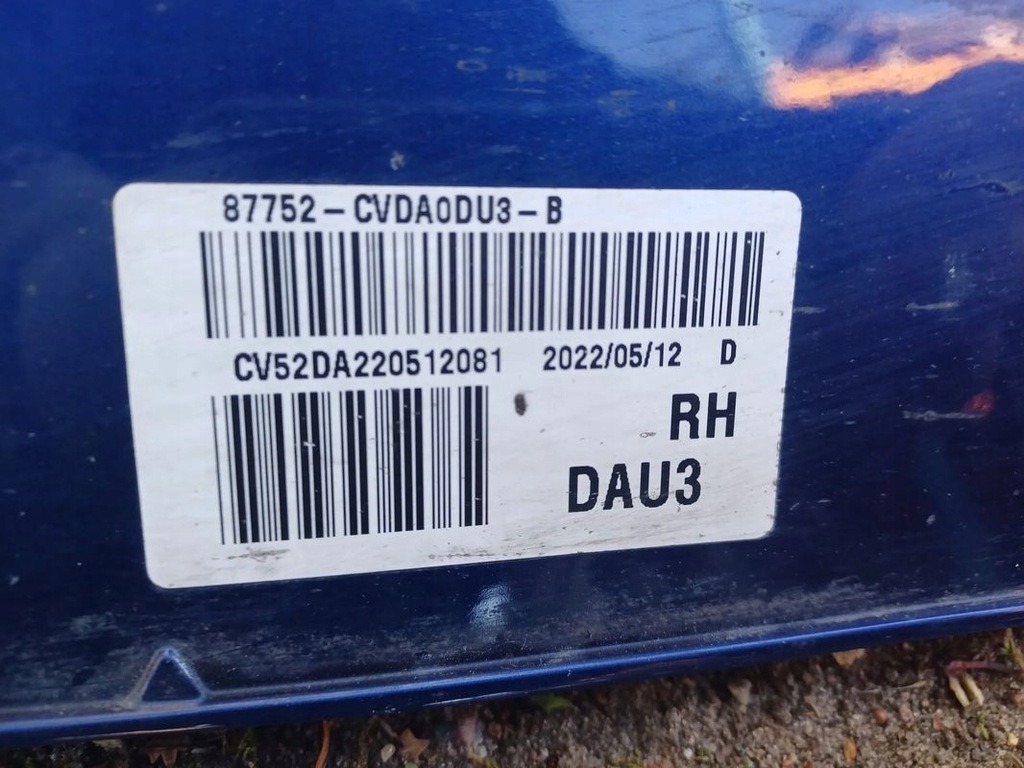 87752-CVDA0DU3-B
CV52DA220512081 2022/05/12 D
RH
DAU3